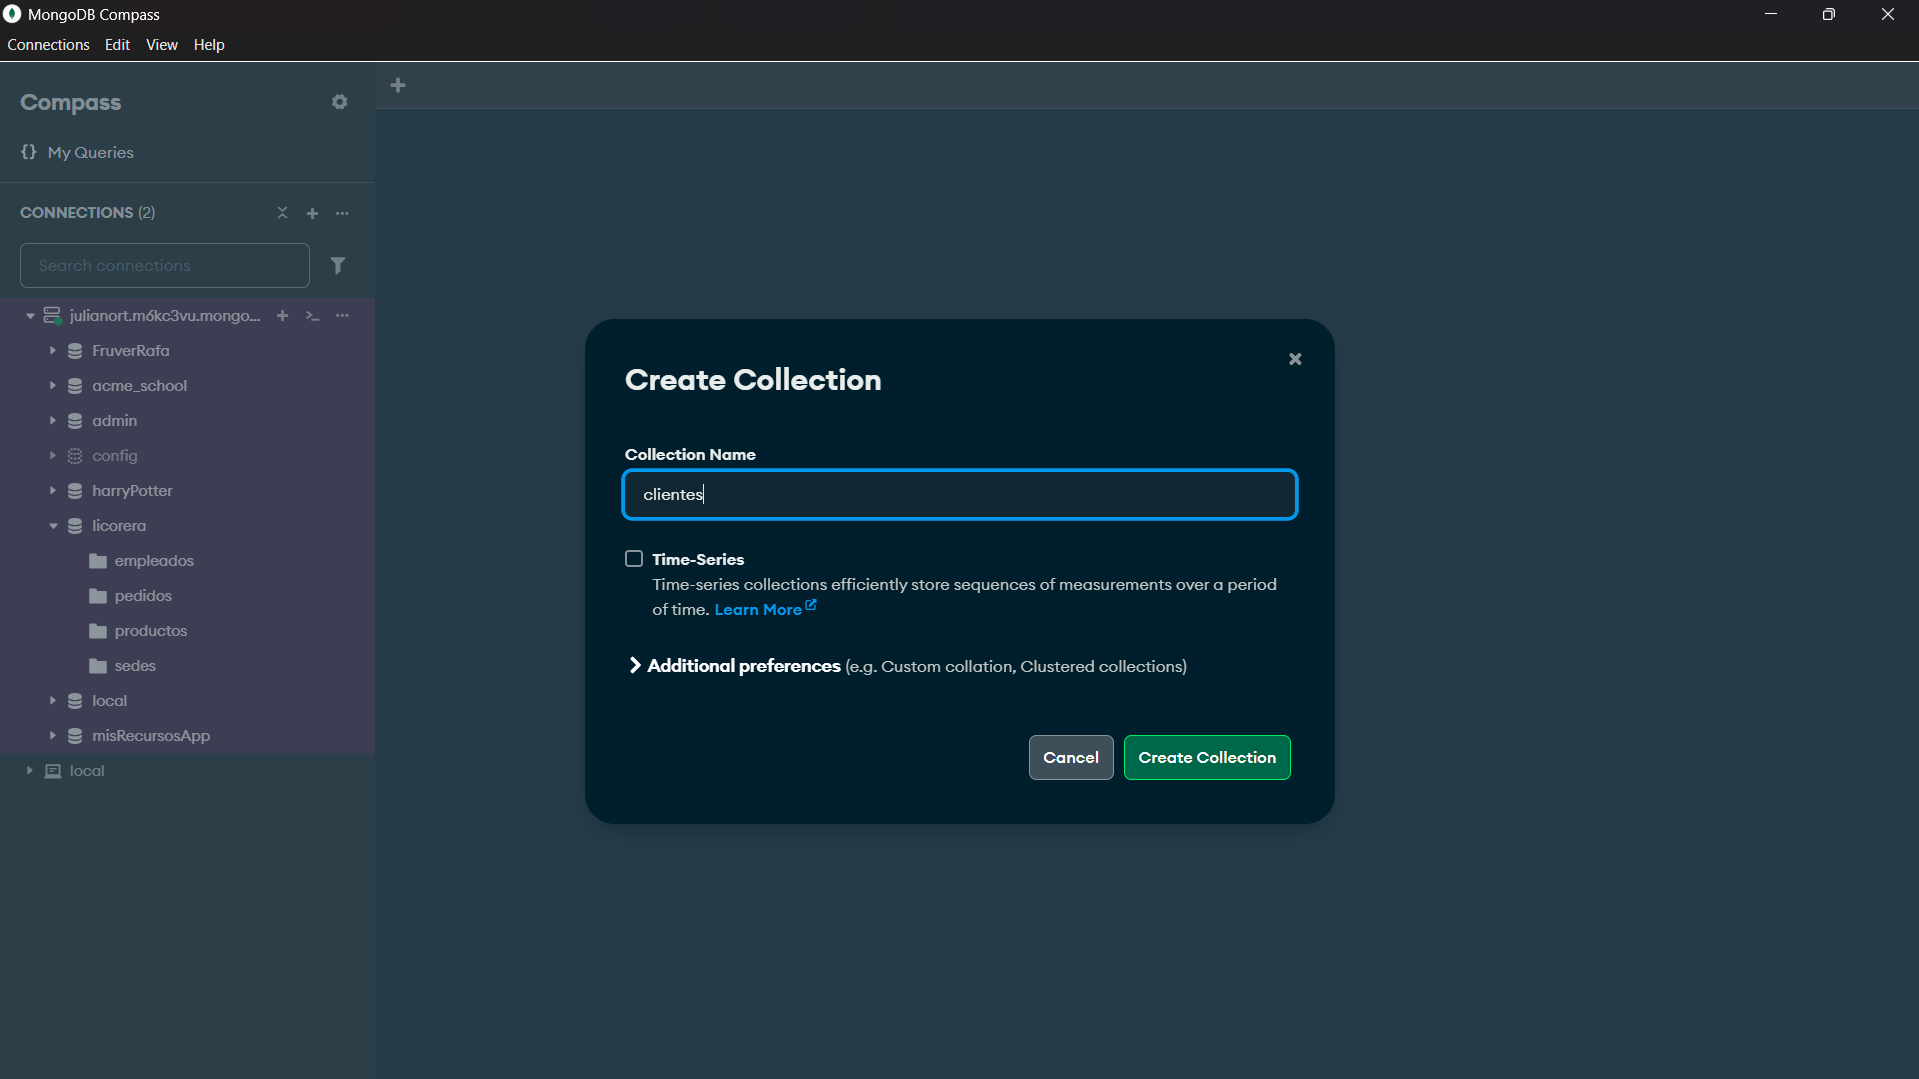 MongoDB Compass
Connections Edit View Help
Compass
My Queries
CONNECTIONS (2)
Search connections
julianort.m6kc3vu.mongo...
FruverRafa
acme_school
admin
config
harryPotter
licorera
empleados
pedidos
productos
sedes
local
misRecursosApp
local
Create Collection
Collection Name
clientes
Time-Series
Time-series collections efficiently store sequences of measurements over a period
of time. Learn More
Additional preferences (e.g. Custom collation, Clustered collections)
Cancel Create Collection